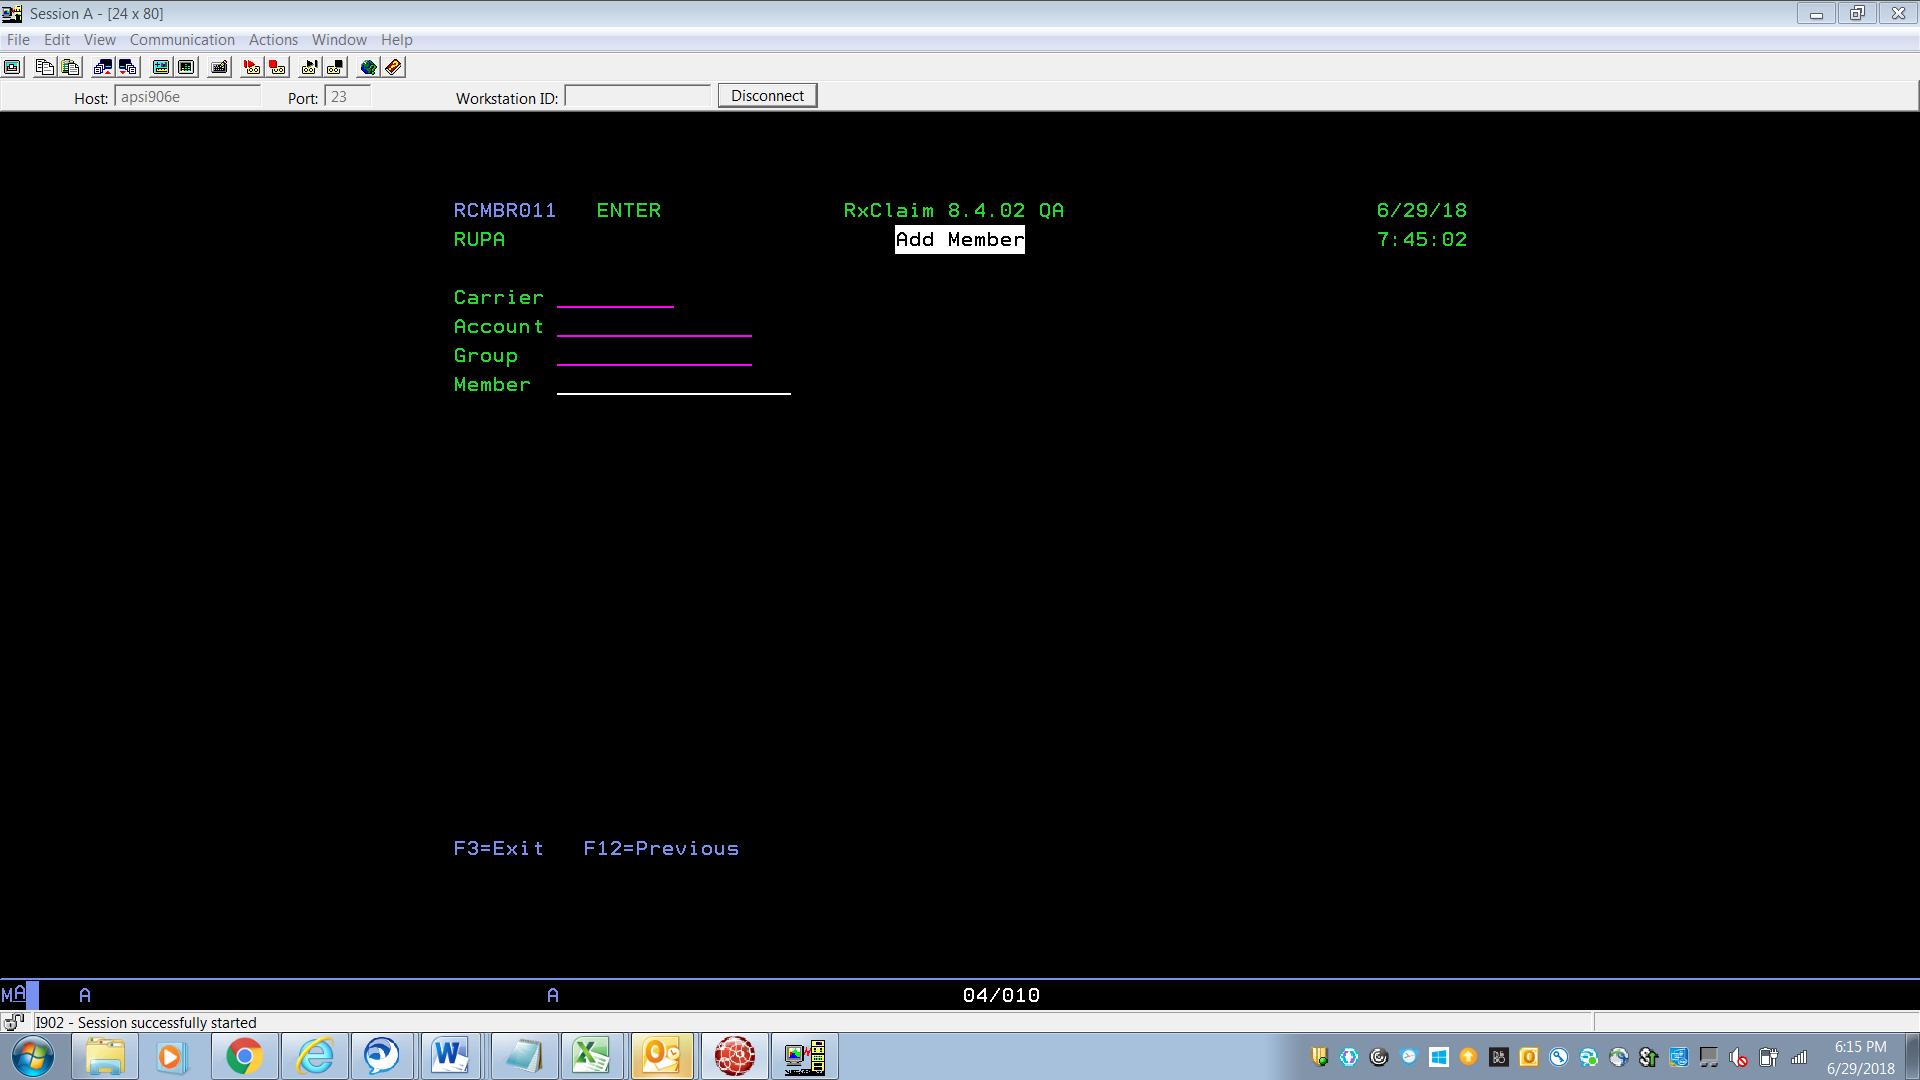 Session A - [24 x 80]
File Edit View Communication Actions Window Help
Host: apsi906e Port: 23 Workstation ID: Disconnect
RCMBR011 ENTER RxClaim 8.4.02 QA 6/29/18
RUPA Add Member 7:45:02
Carrier
Account
Group
Member
F3=Exit F12=Previous
MA A A 04/010
I902 - Session successfully started
6:15 PM
6/29/2018